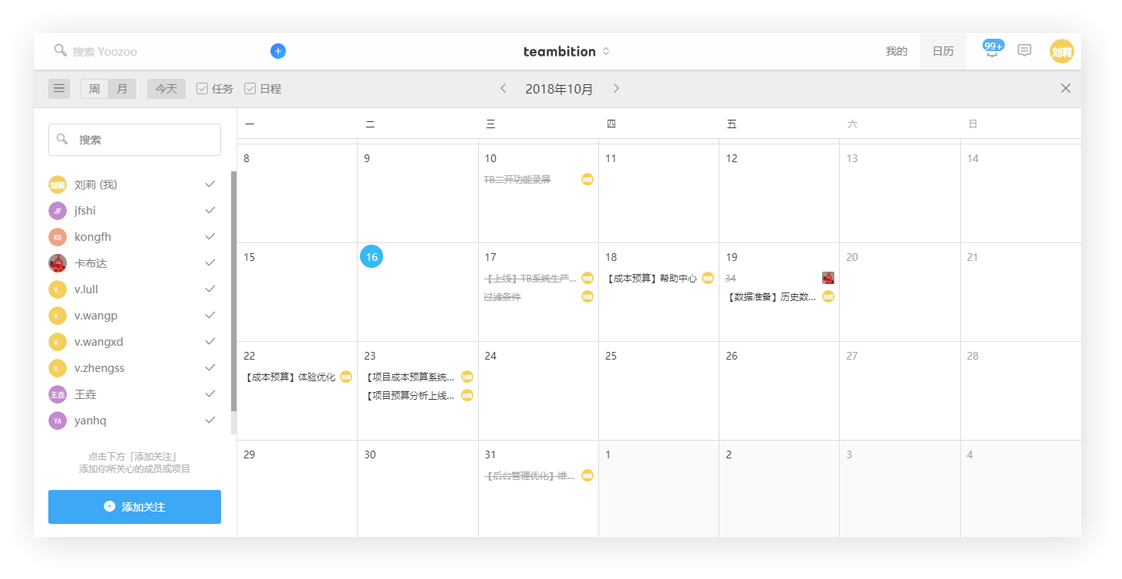 搜索 Yoozoo
teambition
我的 日历 99+ 刘莉
周 月 今天 任务 日程 2018年10月
搜索
刘莉 (我)
JF jfshi
KO kongfh
卡布达
V. v.lull
V. v.wangp
V. v.wangxd
V. v.zhengss
王垚 王垚
YA yanhq
点击下方「添加关注」
添加你所关心的成员或项目
添加关注
一 二 三 四 五 六 日
8 9 10 11 12 13 14
TB二开功能录屏
15 16 17 18 19 20 21
【上线】TB系统生产... 【成本预算】帮助中心 34
过滤条件 【数据准备】历史数...
22 23 24 25 26 27 28
【成本预算】体验优化 【项目成本预算系统...
【项目预算分析上线...
29 30 31 1 2 3 4
【后台管理优化】维...